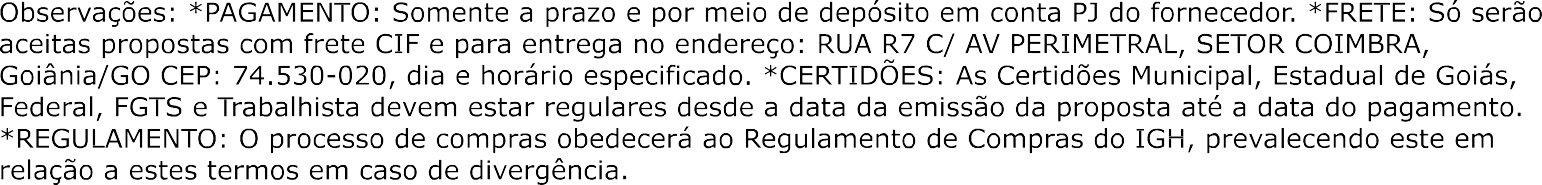 Observações: *PAGAMENTO: Somente a prazo e por meio de depósito em conta PJ do fornecedor. *FRETE: Só serão
aceitas propostas com frete CIF e para entrega no endereço: RUA R7 C/ AV PERIMETRAL, SETOR COIMBRA,
Goiânia/GO CEP: 74.530-020, dia e horário especificado. *CERTIDÕES: As Certidões Municipal, Estadual de Goiás,
Federal, FGTS e Trabalhista devem estar regulares desde a data da emissão da proposta até a data do pagamento.
*REGULAMENTO: O processo de compras obedecerá ao Regulamento de Compras do IGH, prevalecendo este em
relação a estes termos em caso de divergência.